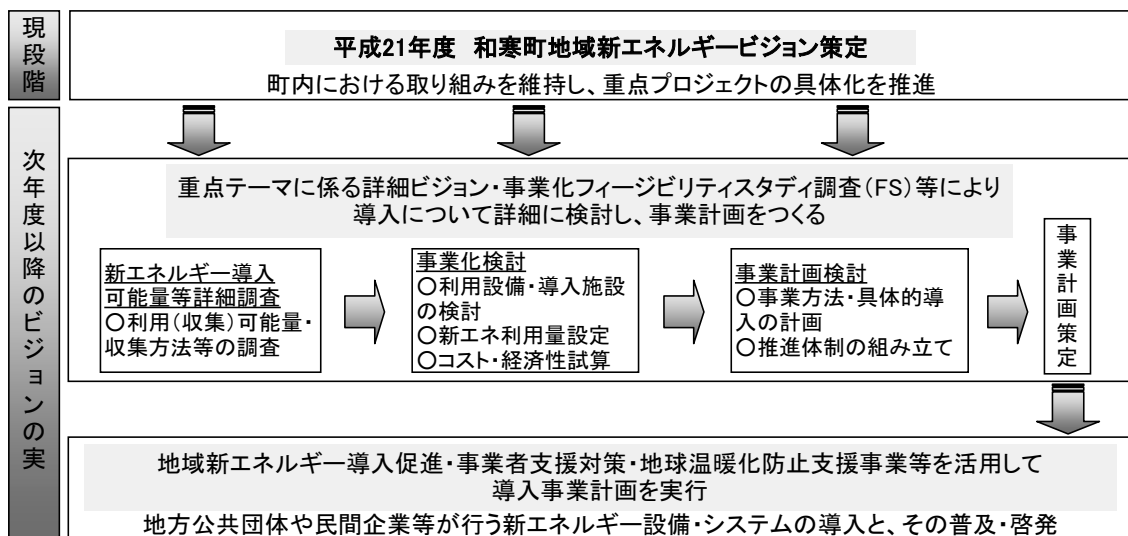 現段階
平成21年度 和寒町地域新エネルギービジョン策定
町内における取り組みを維持し、重点プロジェクトの具体化を推進
次年度以降のビジョンの実
重点テーマに係る詳細ビジョン・事業化フィージビリティスタディ調査(FS)等により
導入について詳細に検討し、事業計画をつくる
新エネルギー導入
可能量等詳細調査
○利用(収集)可能量・
収集方法等の調査
事業化検討
○利用設備・導入施設
の検討
○新エネ利用量設定
○コスト・経済性試算
事業計画検討
○事業方法・具体的導
入の計画
○推進体制の組み立て
事業計画策定
地域新エネルギー導入促進・事業者支援対策・地球温暖化防止支援事業等を活用して
導入事業計画を実行
地方公共団体や民間企業等が行う新エネルギー設備・システムの導入と、その普及・啓発